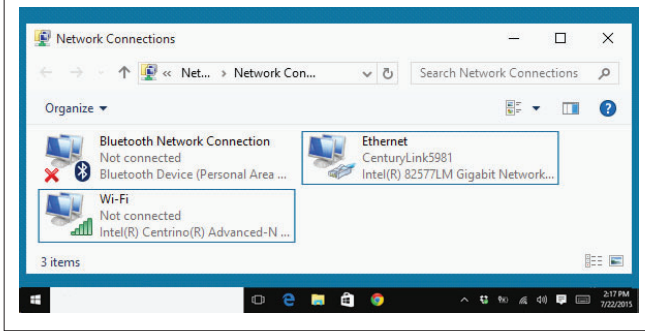 Network Connections
« Net... › Network Con...
Search Network Connections
Organize
Bluetooth Network Connection
Not connected
Bluetooth Device (Personal Area ...
Ethernet
CenturyLink5981
Intel(R) 82577LM Gigabit Network...
Wi-Fi
Not connected
Intel(R) Centrino(R) Advanced-N ...
3 items
2:17 PM
7/22/2015